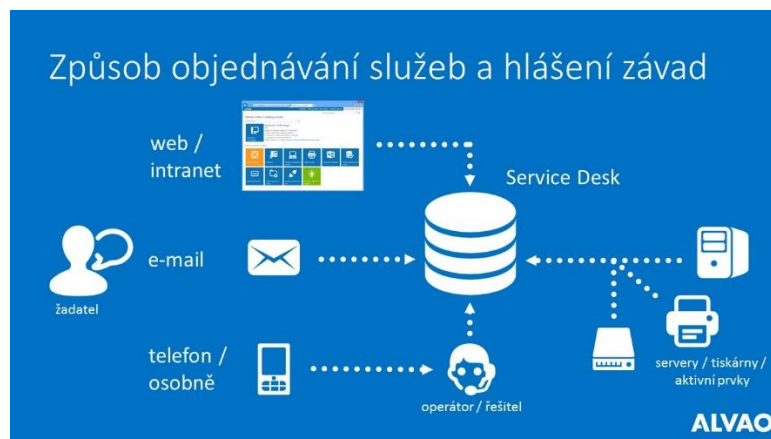 Způsob objednávání služeb a hlášení závad
web /
intranet
Service Desk
e-mail
žadatel
telefon /
osobně
operátor / řešitel
servery / tiskárny /
aktivní prvky
ALVAO